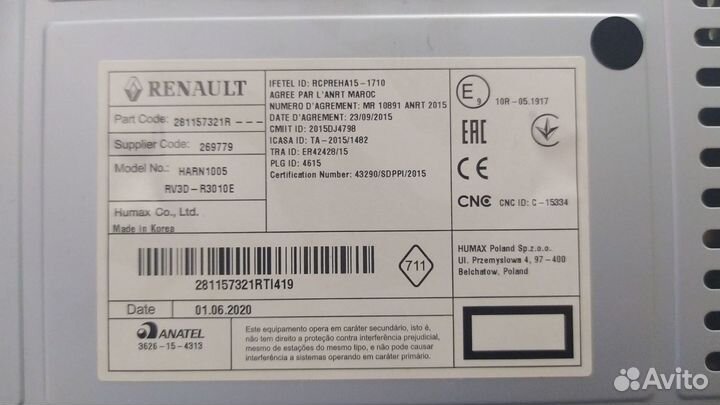 RENAULT
Part Code: 281157321R - - -
Supplier Code: 269779
Model No.: HARN1005
RV3D-R3010E
Humax Co., Ltd.
Made in Korea
IFETEL ID: RCPREHA15-1710
AGREE PAR L'ANRT MAROC
NUMERO D'AGREMENT: MR 10891 ANRT 2015
DATE D'AGREMENT: 23/09/2015
CMIIT ID: 2015DJ4798
ICASA ID: TA-2015/1482
TRA ID: ER42428/15
PLG ID: 4615
Certification Number: 43290/SDPPI/2015
E9 10R-05.1917
EAC
CE
CNC CNC ID: C-15334
281157321RTI419
711
HUMAX Poland Sp.z.o.o.
Ul. Przemyslowa 4, 97-400
Belchatow, Poland
Date 01.06.2020
ANATEL
3626-15-4313
Este equipamento opera em caráter secundário, isto é,
não tem direito a proteção contra interferência prejudicial,
mesmo de estações do mesmo tipo, e não pode causar
interferência a sistemas operando em caráter primário.
Avito